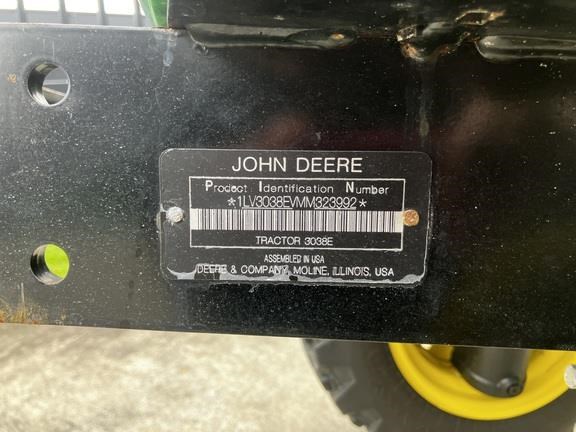 JOHN DEERE
Product Identification Number
*1LV3038EVMM323992*
TRACTOR 3038E
ASSEMBLED IN USA
DEERE & COMPANY, MOLINE, ILLINOIS, USA